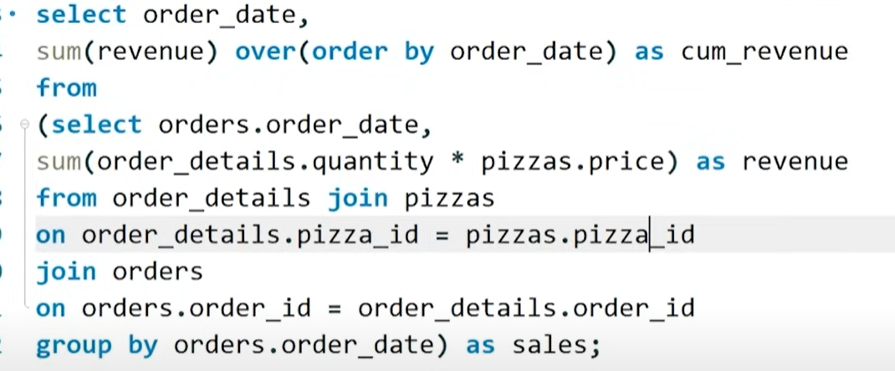 select order_date,
sum(revenue) over(order by order_date) as cum_revenue
from
(select orders.order_date,
sum(order_details.quantity * pizzas.price) as revenue
from order_details join pizzas
on order_details.pizza_id = pizzas.pizza_id
join orders
on orders.order_id = order_details.order_id
group by orders.order_date) as sales;